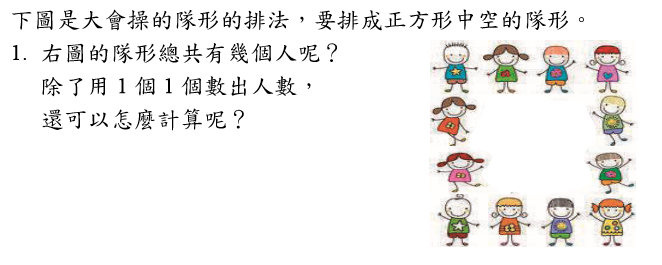 下圖是大會操的隊形的排法，要排成正方形中空的隊形。
1. 右圖的隊形總共有幾個人呢？
除了用 1 個 1 個數出人數，
還可以怎麼計算呢？